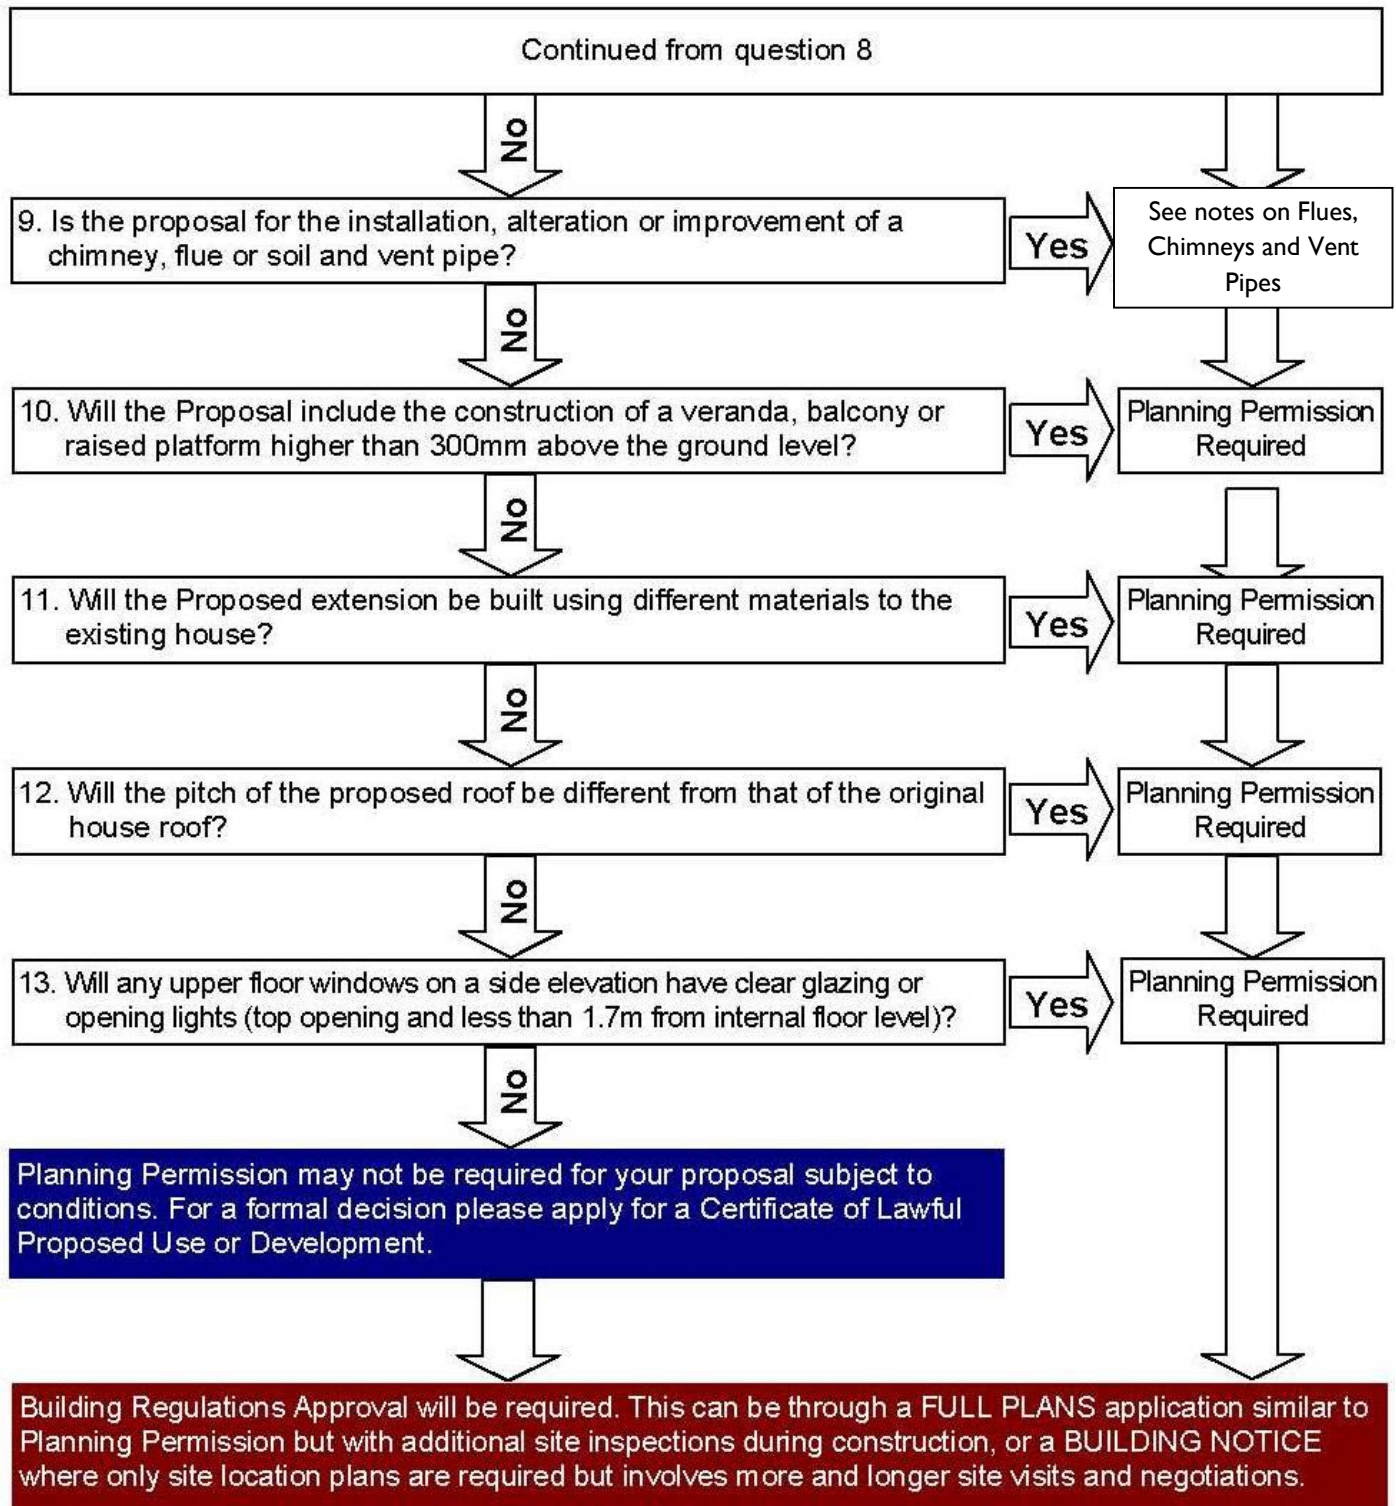 Continued from question 8
No
9. Is the proposal for the installation, alteration or improvement of a
chimney, flue or soil and vent pipe?
Yes
See notes on Flues,
Chimneys and Vent
Pipes
No
10. Will the Proposal include the construction of a veranda, balcony or
raised platform higher than 300mm above the ground level?
Yes
Planning Permission
Required
No
11. Will the Proposed extension be built using different materials to the
existing house?
Yes
Planning Permission
Required
No
12. Will the pitch of the proposed roof be different from that of the original
house roof?
Yes
Planning Permission
Required
No
13. Will any upper floor windows on a side elevation have clear glazing or
opening lights (top opening and less than 1.7m from internal floor level)?
Yes
Planning Permission
Required
No
Planning Permission may not be required for your proposal subject to
conditions. For a formal decision please apply for a Certificate of Lawful
Proposed Use or Development.
Building Regulations Approval will be required. This can be through a FULL PLANS application similar to
Planning Permission but with additional site inspections during construction, or a BUILDING NOTICE
where only site location plans are required but involves more and longer site visits and negotiations.